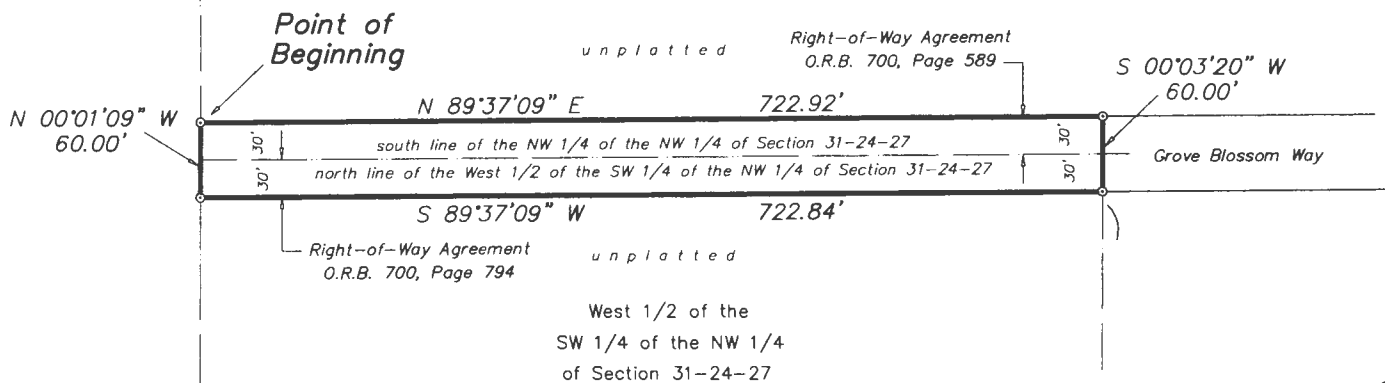 Point of
Beginning
unplatted
Right-of-Way Agreement
O.R.B. 700, Page 589
S 00°03'20" W
60.00'
N 00°01'09" W
60.00'
N 89°37'09" E 722.92'
30'
south line of the NW 1/4 of the NW 1/4 of Section 31-24-27
30'
Grove Blossom Way
30'
north line of the West 1/2 of the SW 1/4 of the NW 1/4 of Section 31-24-27
30'
S 89°37'09" W 722.84'
Right-of-Way Agreement
O.R.B. 700, Page 794
unplatted
West 1/2 of the
SW 1/4 of the NW 1/4
of Section 31-24-27